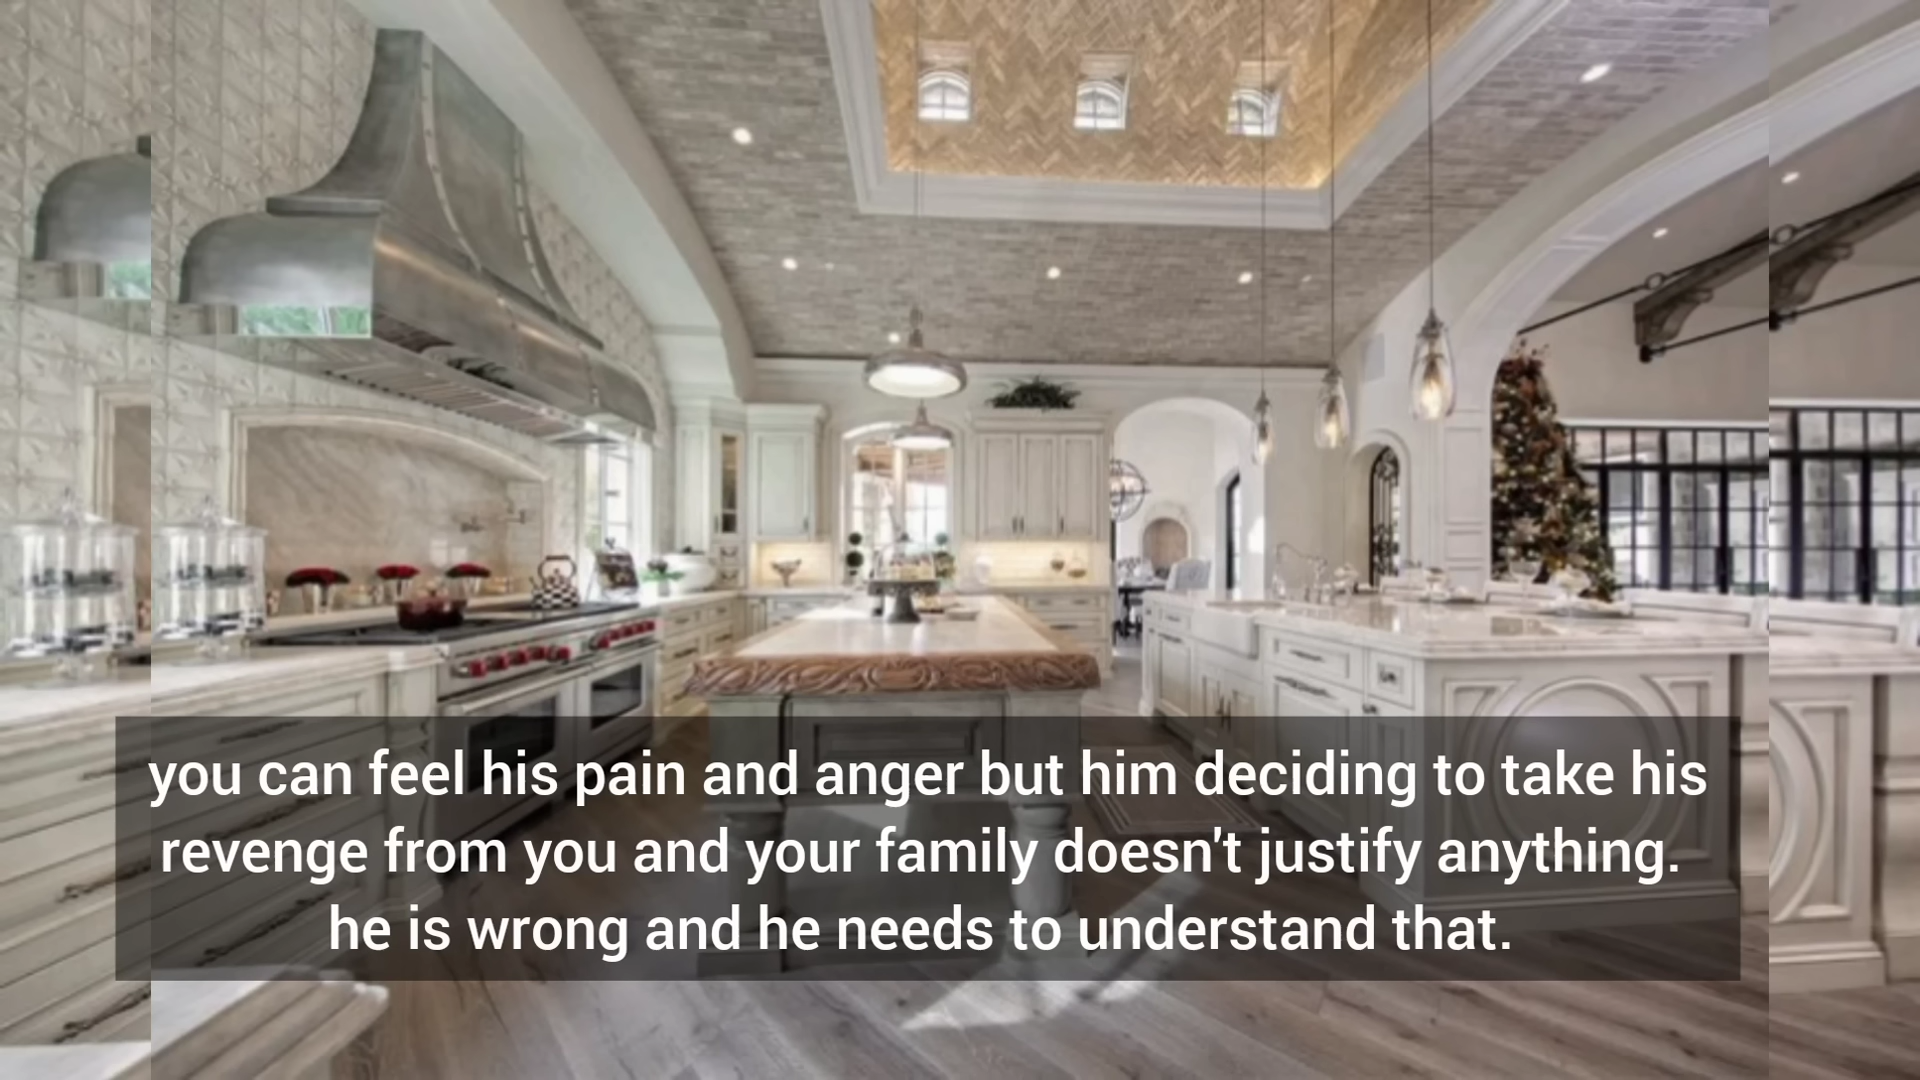 you can feel his pain and anger but him deciding to take his
revenge from you and your family doesn't justify anything.
he is wrong and he needs to understand that.